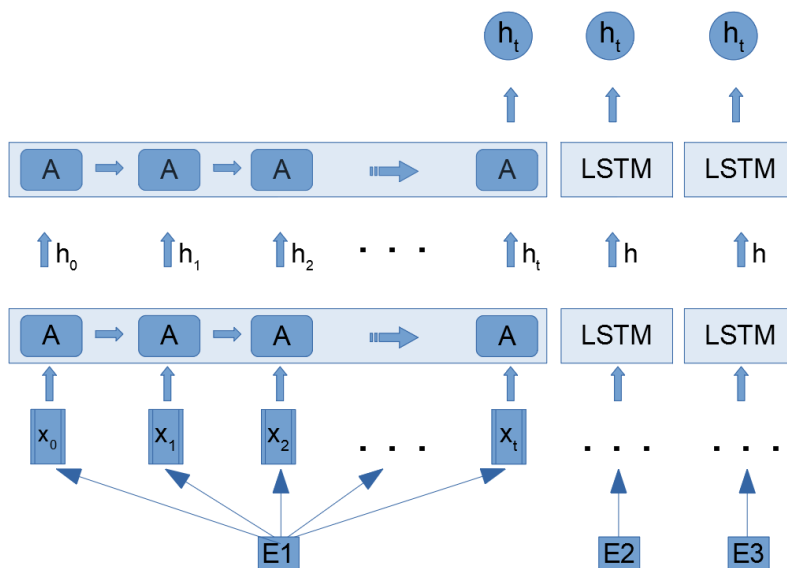 hₜ hₜ hₜ
A A A A LSTM LSTM
h₀ h₁ h₂ . . . hₜ h h
A A A A LSTM LSTM
x₀ x₁ x₂ . . . xₜ . . . . . .
E1 E2 E3